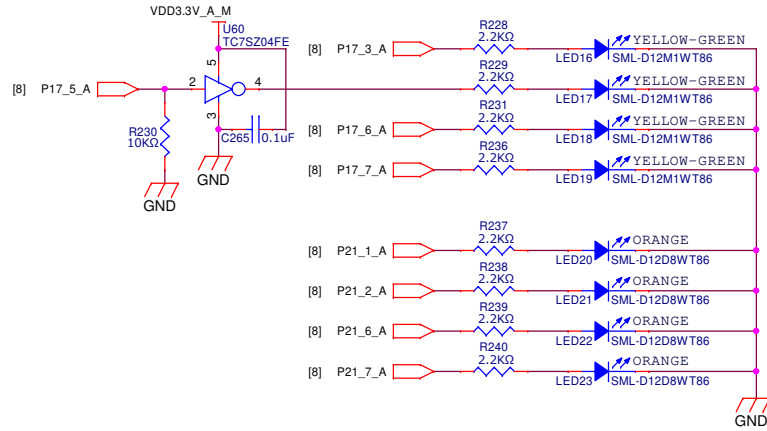 VDD3.3V_A_M
U60
TC7SZ04FE
5
[8] P17_5_A
2
4
3
R230
10KΩ
C265 0.1uF
GND
GND
[8] P17_3_A
R228
2.2KΩ
LED16
YELLOW-GREEN
SML-D12M1WT86
R229
2.2KΩ
LED17
YELLOW-GREEN
SML-D12M1WT86
[8] P17_6_A
R231
2.2KΩ
LED18
YELLOW-GREEN
SML-D12M1WT86
[8] P17_7_A
R236
2.2KΩ
LED19
YELLOW-GREEN
SML-D12M1WT86
[8] P21_1_A
R237
2.2KΩ
LED20
ORANGE
SML-D12D8WT86
[8] P21_2_A
R238
2.2KΩ
LED21
ORANGE
SML-D12D8WT86
[8] P21_6_A
R239
2.2KΩ
LED22
ORANGE
SML-D12D8WT86
[8] P21_7_A
R240
2.2KΩ
LED23
ORANGE
SML-D12D8WT86
GND